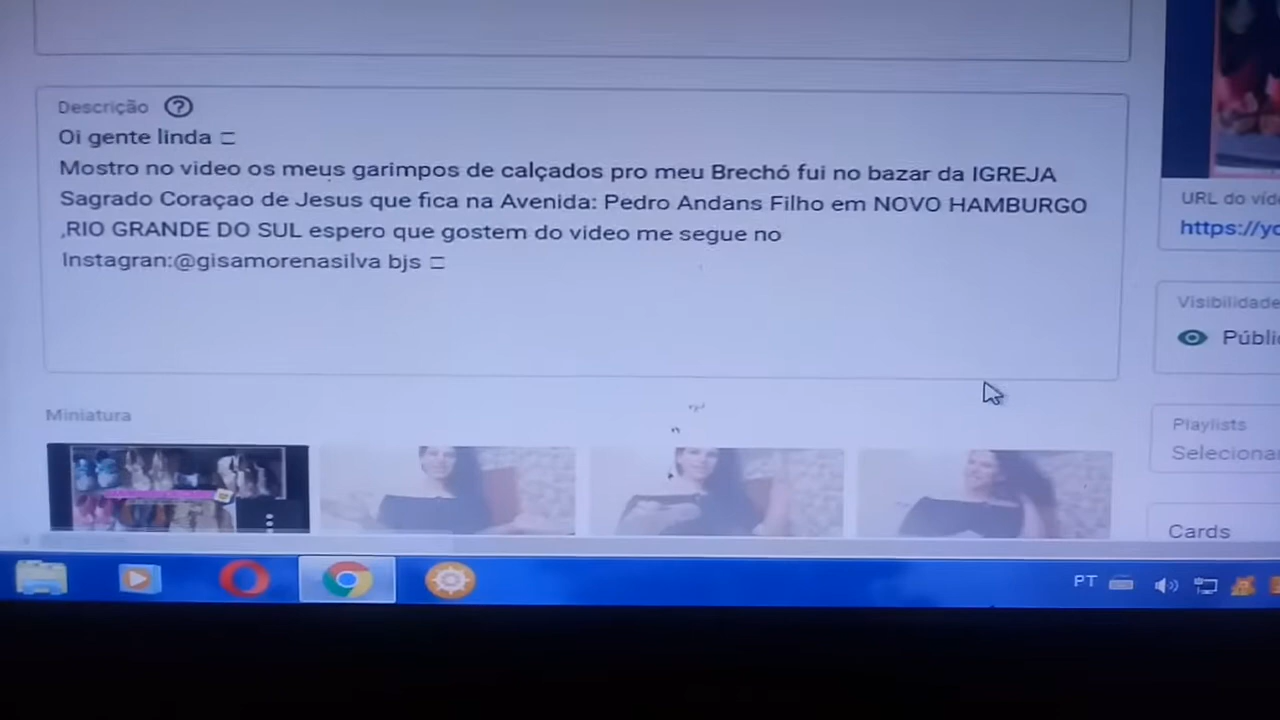 Descrição ?
Oi gente linda □
Mostro no video os meus garimpos de calçados pro meu Brechó fui no bazar da IGREJA
Sagrado Coraçao de Jesus que fica na Avenida: Pedro Andans Filho em NOVO HAMBURGO
,RIO GRANDE DO SUL espero que gostem do video me segue no
Instagran:@gisamorenasilva bjs □
URL do víde
https://yo
Visibilidade
Públi
Miniatura
Playlists
Seleciona
Cards
PT